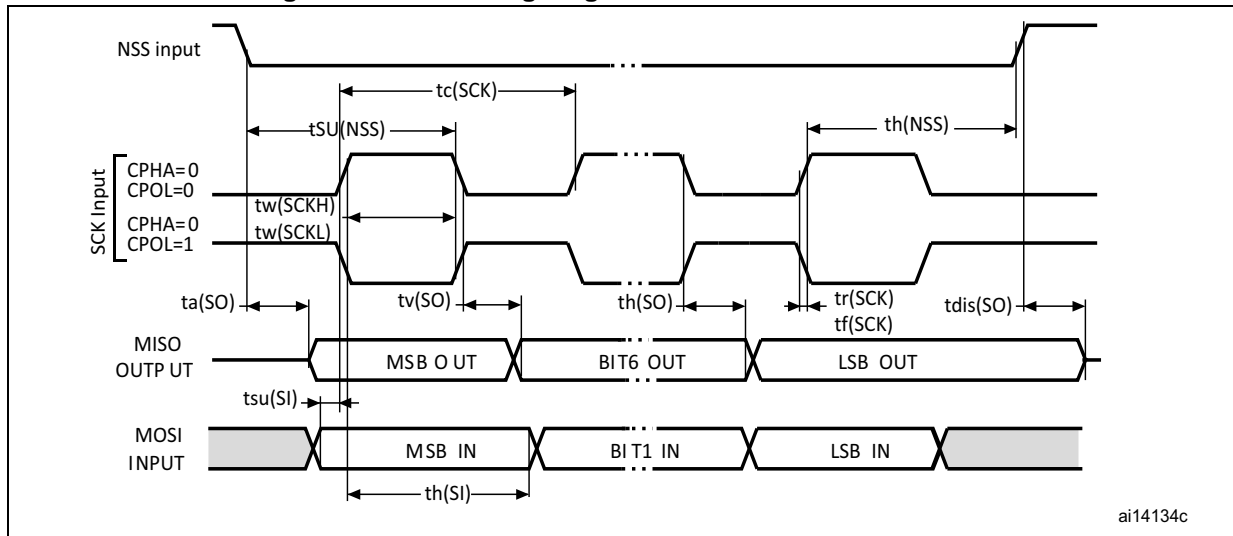 NSS input
tc(SCK)
tSU(NSS)
th(NSS)
SCK Input
CPHA=0
CPOL=0
tw(SCKH)
CPHA=0
tw(SCKL)
CPOL=1
ta(SO)
tv(SO)
th(SO)
tr(SCK)
tf(SCK)
tdis(SO)
MISO
OUTP UT
MSB O UT
BIT6 OUT
LSB OUT
tsu(SI)
MOSI
INPUT
MSB IN
BI T1 IN
LSB IN
th(SI)
ai14134c